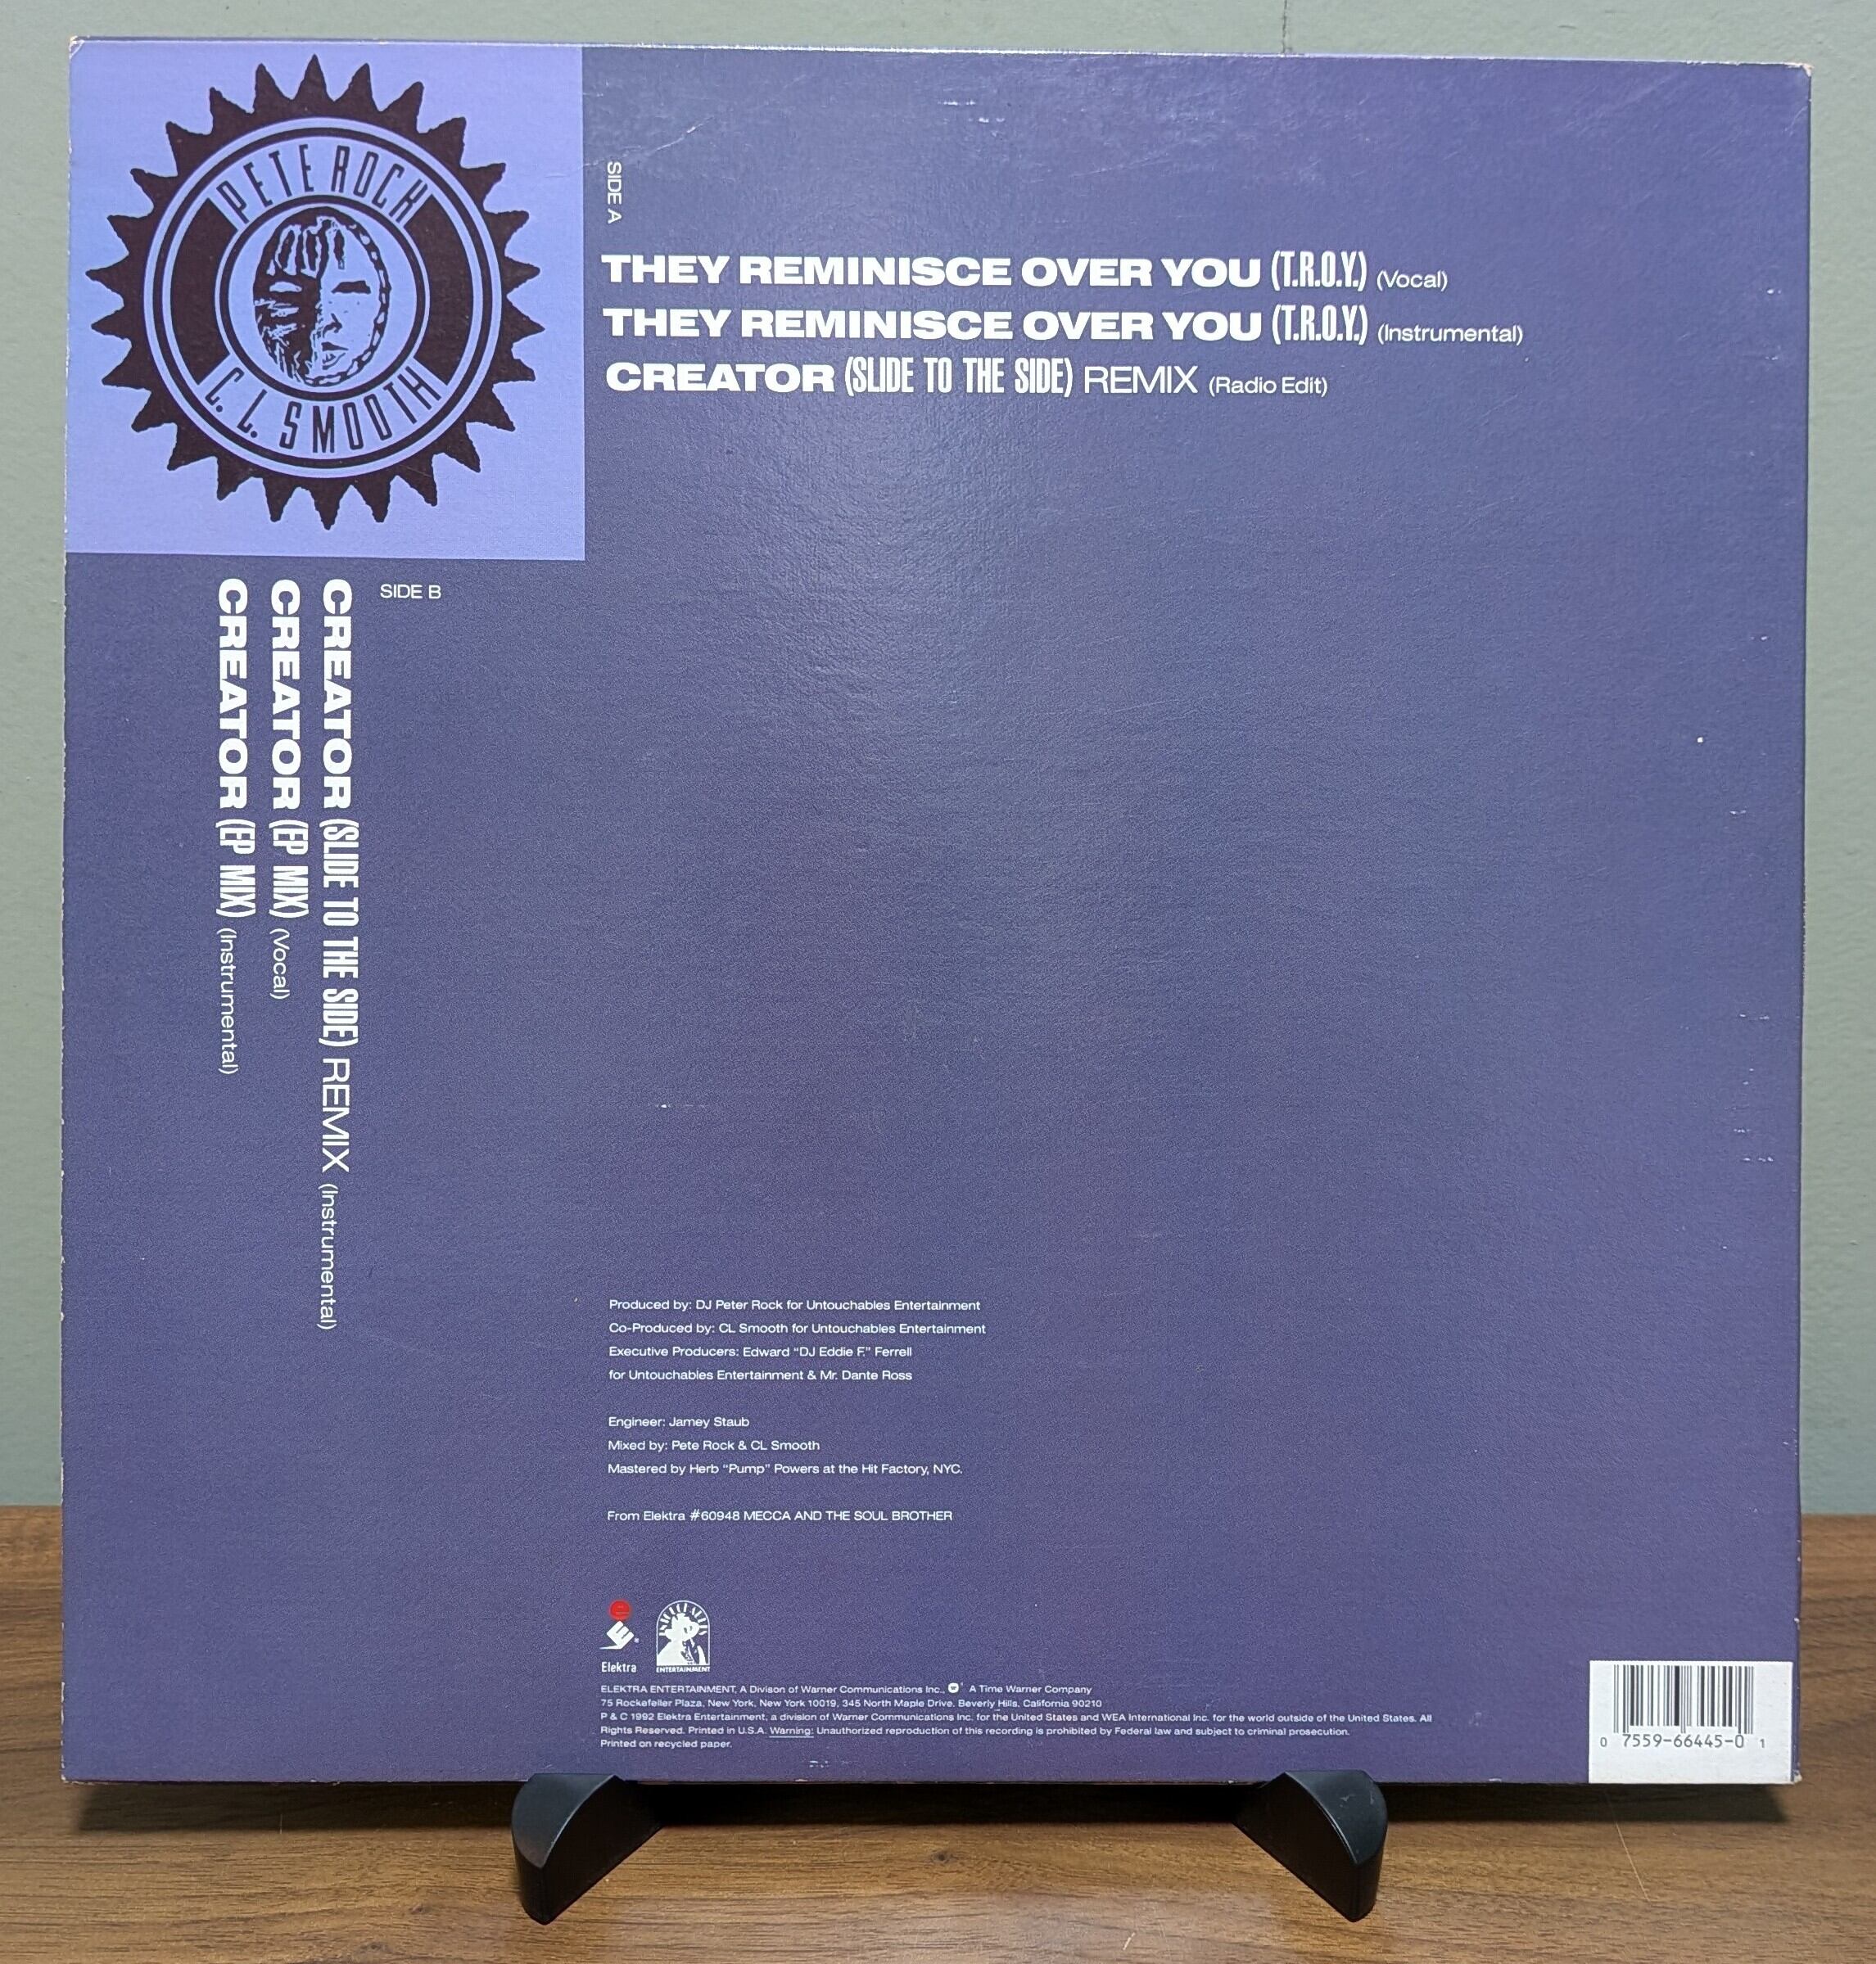 PETE ROCK
C. L. SMOOTH
SIDE A
THEY REMINISCE OVER YOU (T.R.O.Y.) (Vocal)
THEY REMINISCE OVER YOU (T.R.O.Y.) (Instrumental)
CREATOR (SLIDE TO THE SIDE) REMIX (Radio Edit)
SIDE B
CREATOR (SLIDE TO THE SIDE) REMIX (Instrumental)
CREATOR (EP MIX) (Vocal)
CREATOR (EP MIX) (Instrumental)
Produced by: DJ Peter Rock for Untouchables Entertainment
Co-Produced by: CL Smooth for Untouchables Entertainment
Executive Producers: Edward “DJ Eddie F.” Ferrell
for Untouchables Entertainment & Mr. Dante Ross
Engineer: Jamey Staub
Mixed by: Pete Rock & CL Smooth
Mastered by Herb “Pump” Powers at the Hit Factory, NYC.
From Elektra #60948 MECCA AND THE SOUL BROTHER
Elektra
ENTERTAINMENT
ELEKTRA ENTERTAINMENT, A Divison of Warner Communications Inc., A Time Warner Company
75 Rockefeller Plaza, New York, New York 10019, 345 North Maple Drive, Beverly Hills, California 90210
P & C 1992 Elektra Entertainment, a division of Warner Communications Inc. for the United States and WEA International Inc. for the world outside of the United States. All
Rights Reserved. Printed in U.S.A. Warning: Unauthorized reproduction of this recording is prohibited by Federal law and subject to criminal prosecution.
Printed on recycled paper.
0 7559-66445-0 1